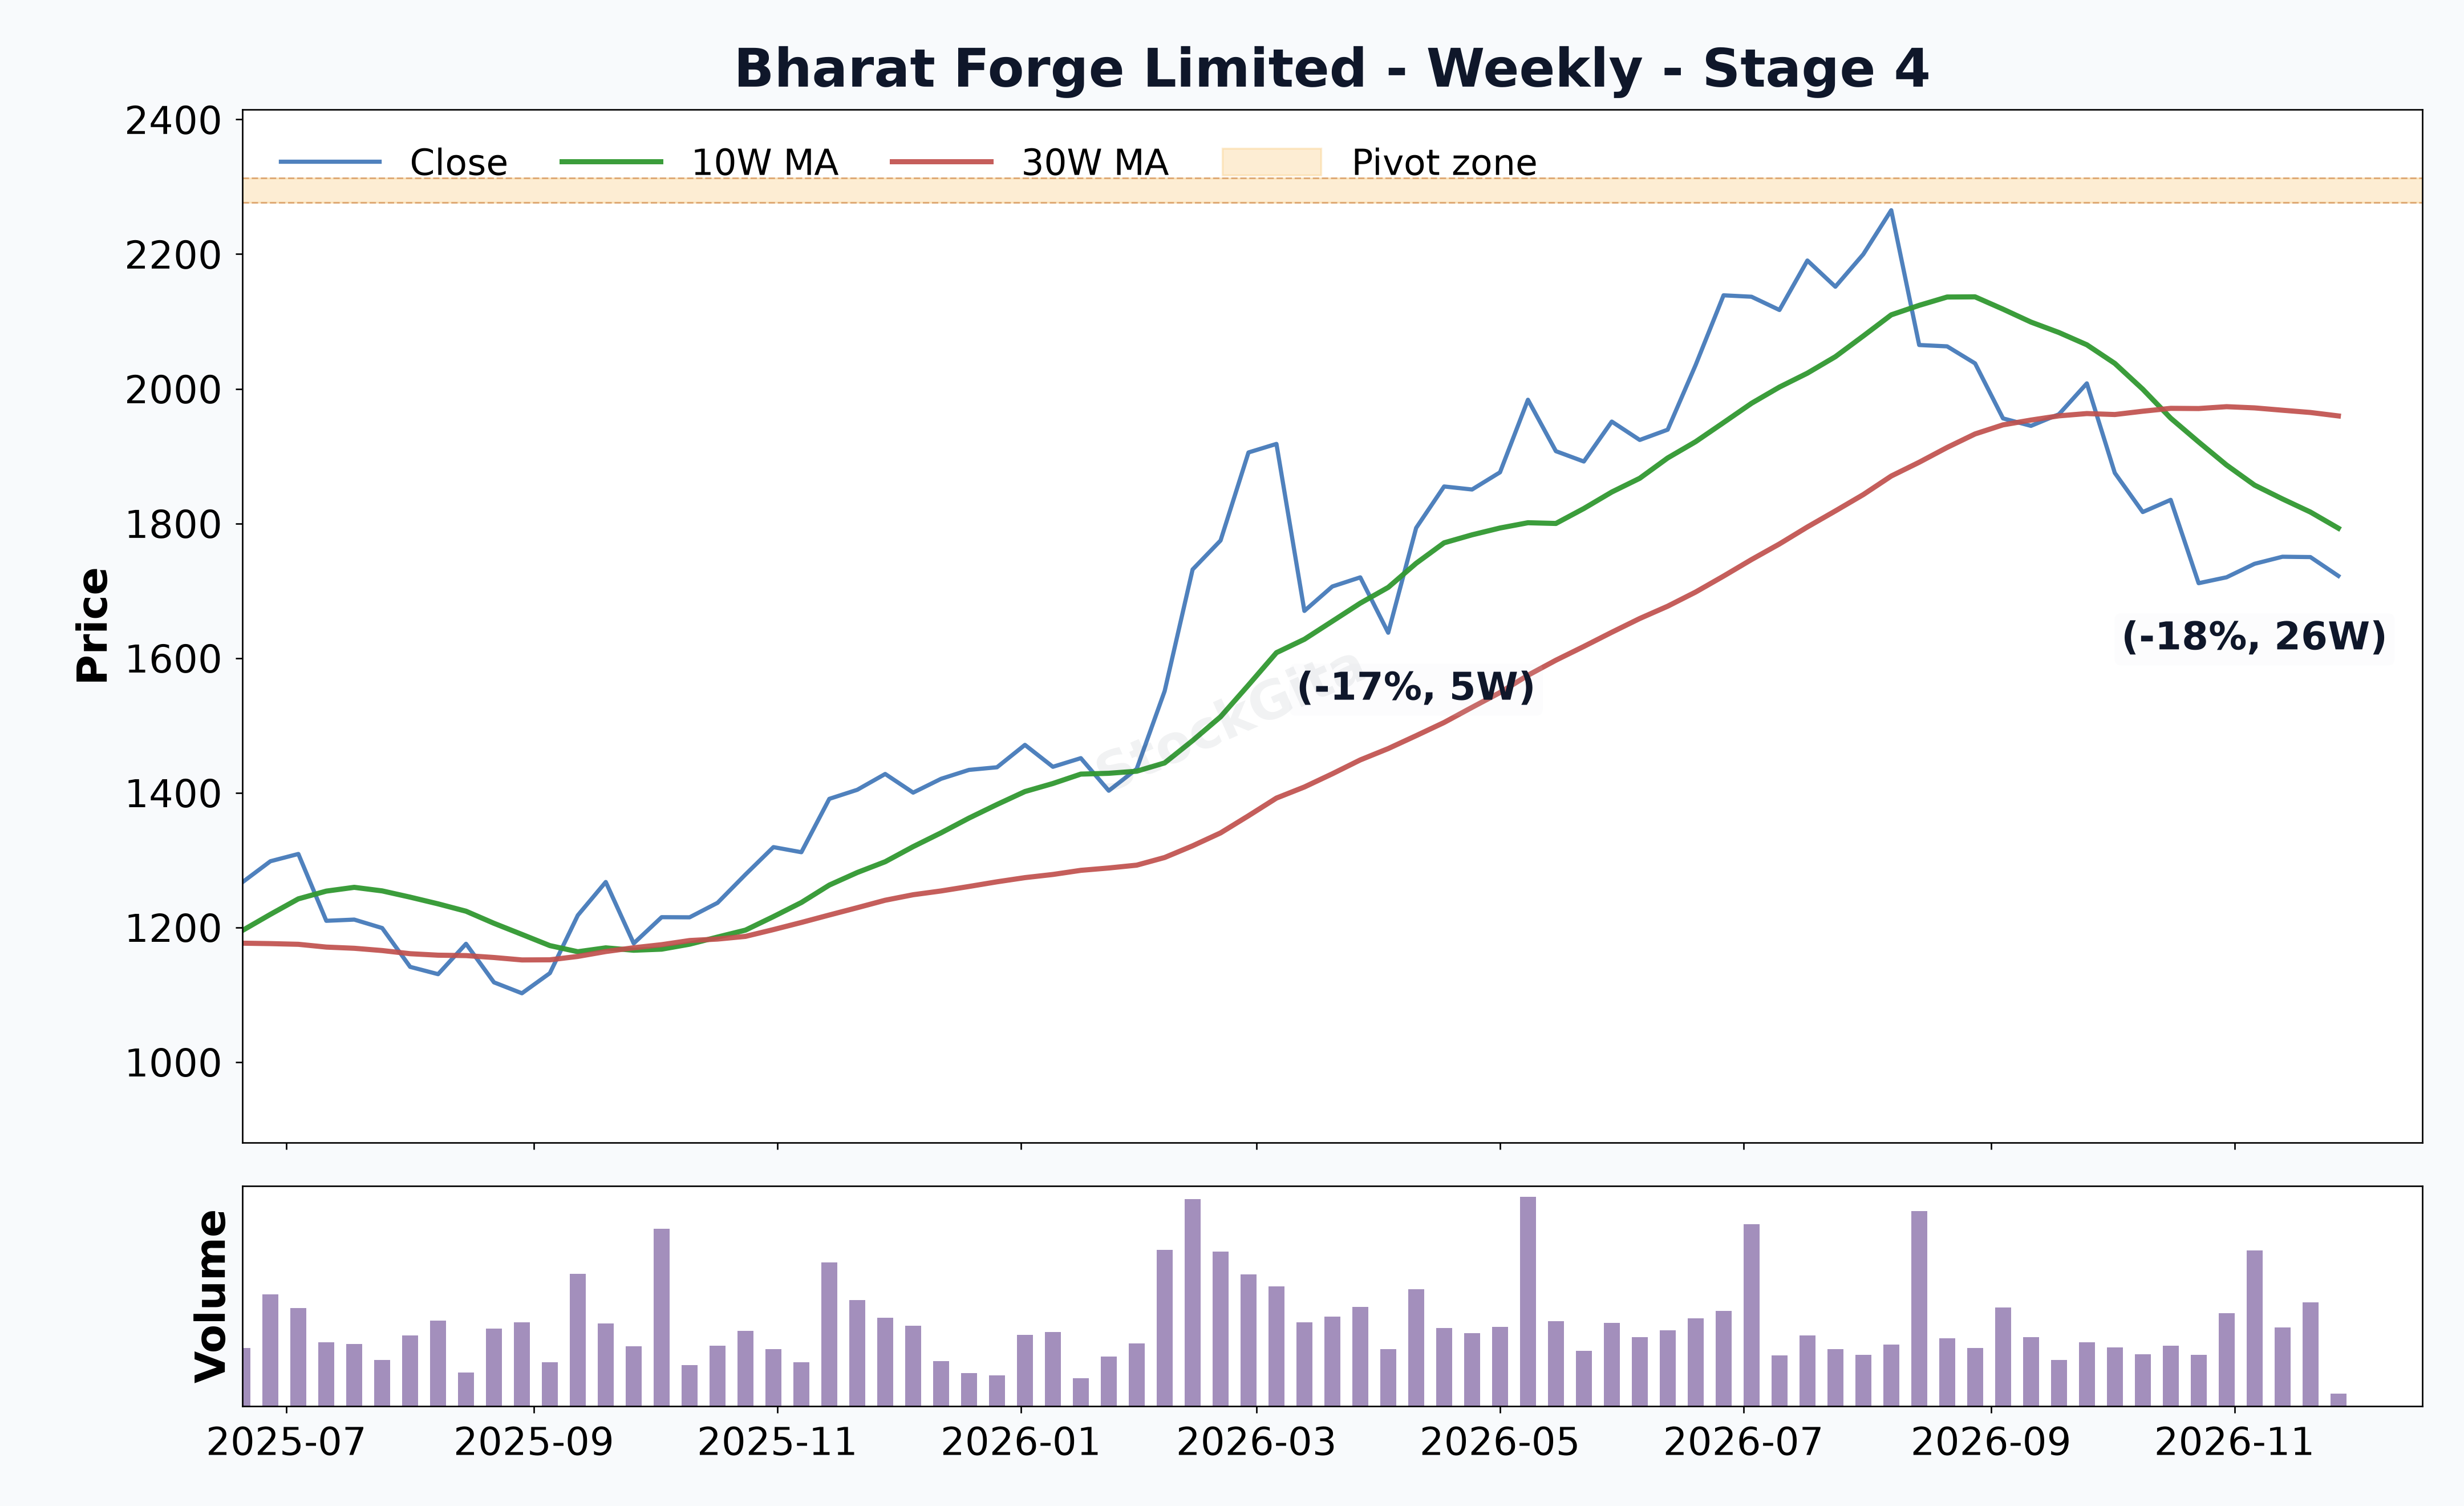 Bharat Forge Limited - Weekly - Stage 4
Close 10W MA 30W MA Pivot zone
2400
2200
2000
1800
1600
1400
1200
1000
Price
(-18%, 26W)
(-17%, 5W)
StockGita
Volume
2025-07 2025-09 2025-11 2026-01 2026-03 2026-05 2026-07 2026-09 2026-11